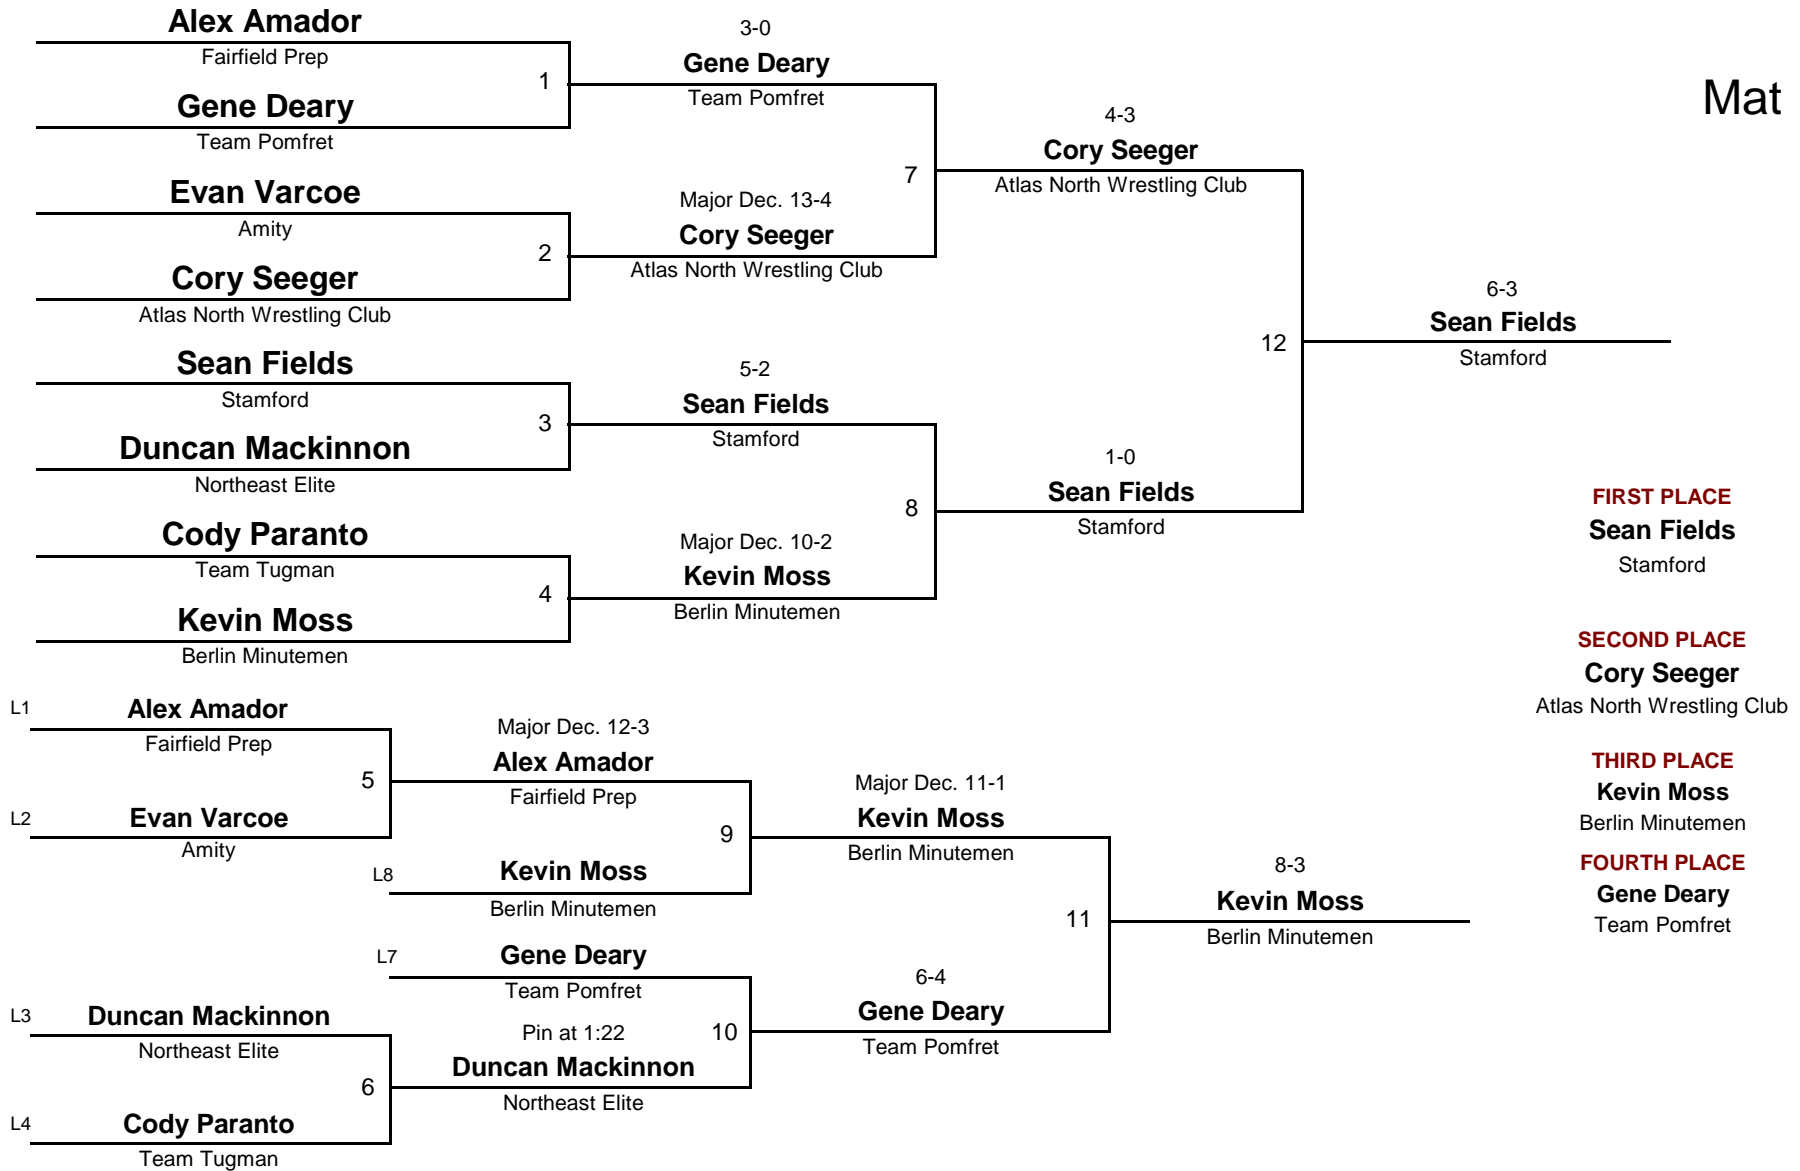 Alex Amador
Fairfield Prep
1
Gene Deary
Team Pomfret
3-0
Gene Deary
Team Pomfret
Evan Varcoe
Amity
2
Cory Seeger
Atlas North Wrestling Club
Major Dec. 13-4
Cory Seeger
Atlas North Wrestling Club
7
4-3
Cory Seeger
Atlas North Wrestling Club
Mat
Sean Fields
Stamford
3
Duncan Mackinnon
Northeast Elite
5-2
Sean Fields
Stamford
Cody Paranto
Team Tugman
4
Kevin Moss
Berlin Minutemen
Major Dec. 10-2
Kevin Moss
Berlin Minutemen
8
1-0
Sean Fields
Stamford
12
6-3
Sean Fields
Stamford
FIRST PLACE
Sean Fields
Stamford
SECOND PLACE
Cory Seeger
Atlas North Wrestling Club
THIRD PLACE
Kevin Moss
Berlin Minutemen
FOURTH PLACE
Gene Deary
Team Pomfret
L1
Alex Amador
Fairfield Prep
5
L2
Evan Varcoe
Amity
Major Dec. 12-3
Alex Amador
Fairfield Prep
9
L8
Kevin Moss
Berlin Minutemen
Major Dec. 11-1
Kevin Moss
Berlin Minutemen
L7
Gene Deary
Team Pomfret
10
L3
Duncan Mackinnon
Northeast Elite
6
L4
Cody Paranto
Team Tugman
Pin at 1:22
Duncan Mackinnon
Northeast Elite
6-4
Gene Deary
Team Pomfret
11
8-3
Kevin Moss
Berlin Minutemen